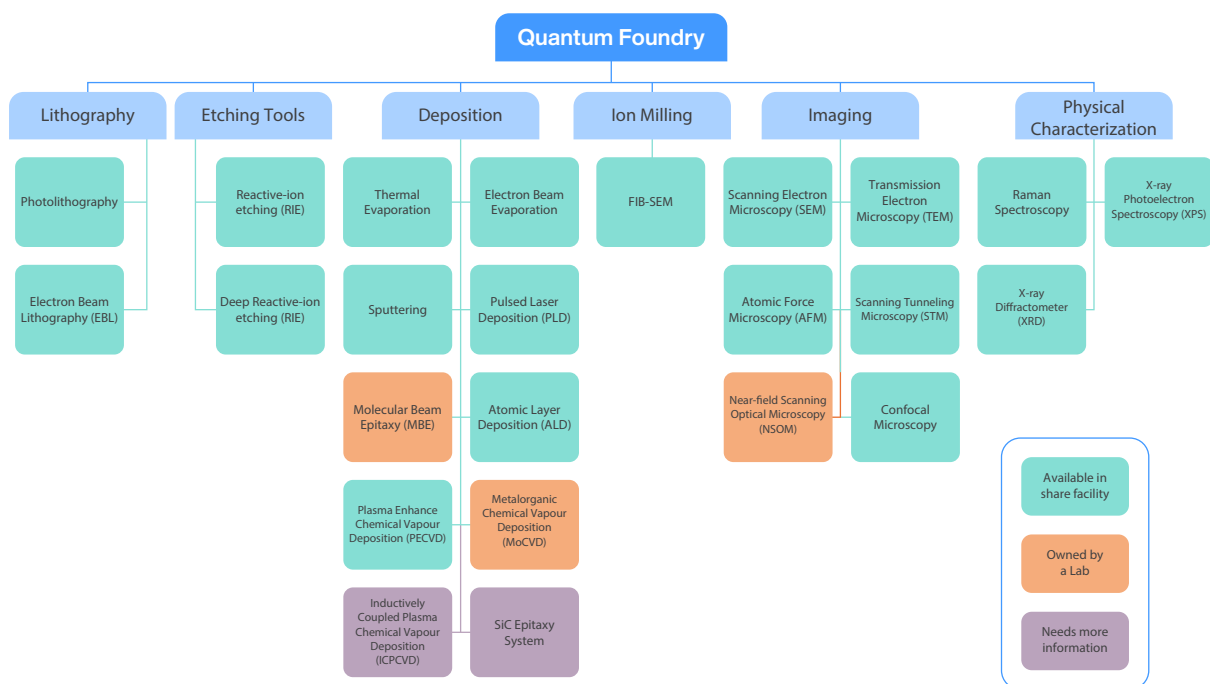 Quantum Foundry
Lithography
Etching Tools
Deposition
Ion Milling
Imaging
Physical
Characterization
Photolithography
Electron Beam
Lithography (EBL)
Reactive-ion
etching (RIE)
Deep Reactive-ion
etching (RIE)
Thermal
Evaporation
Electron Beam
Evaporation
Sputtering
Pulsed Laser
Deposition (PLD)
Molecular Beam
Epitaxy (MBE)
Atomic Layer
Deposition (ALD)
Plasma Enhance
Chemical Vapour
Deposition (PECVD)
Metalorganic
Chemical Vapour
Deposition
(MoCVD)
Inductively
Coupled Plasma
Chemical Vapour
Deposition
(ICPCVD)
SiC Epitaxy
System
FIB-SEM
Scanning Electron
Microscopy (SEM)
Transmission
Electron
Microscopy (TEM)
Atomic Force
Microscopy (AFM)
Scanning Tunneling
Microscopy (STM)
Near-field Scanning
Optical Microscopy
(NSOM)
Confocal
Microscopy
Raman
Spectroscopy
X-ray
Photoelectron
Spectroscopy (XPS)
X-ray
Diffractometer
(XRD)
Available in
share facility
Owned by
a Lab
Needs more
information